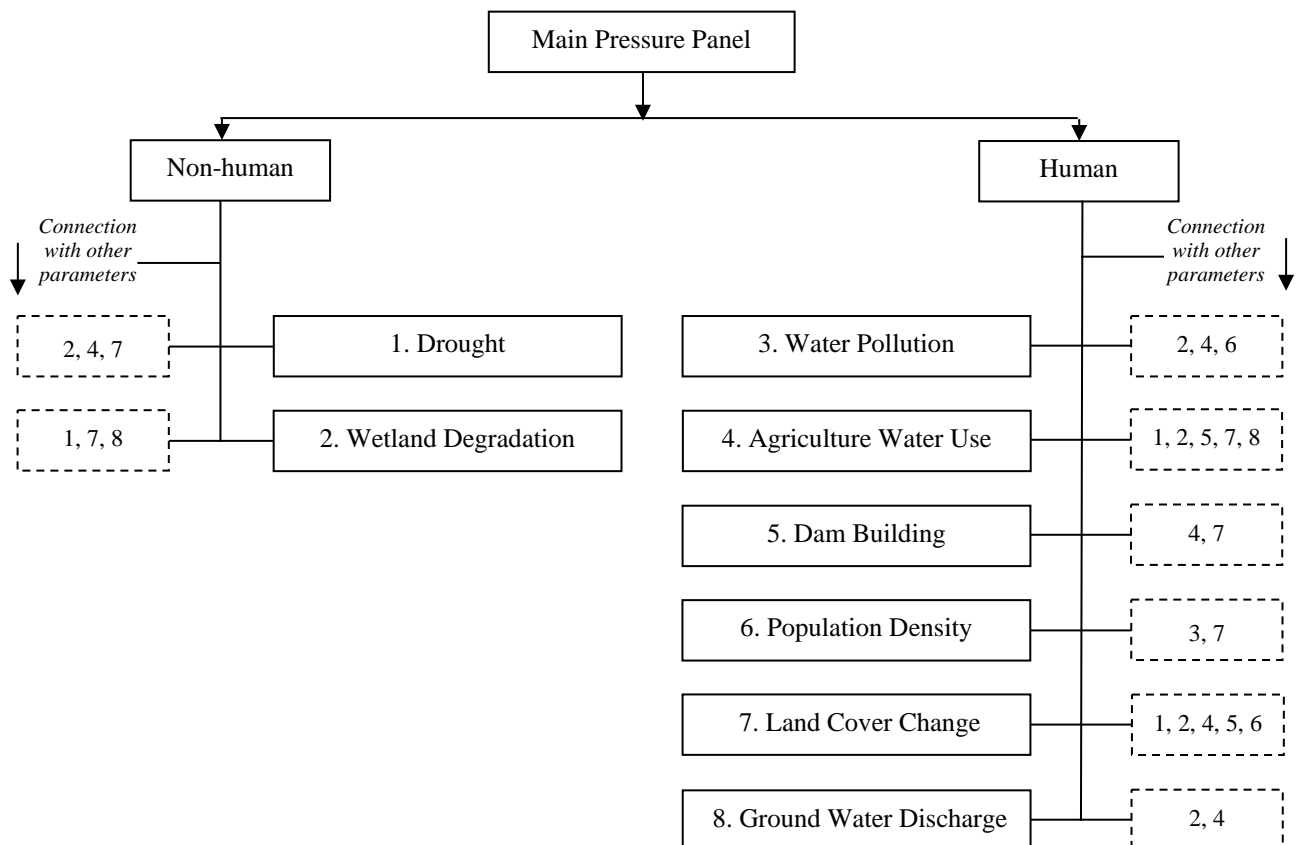 Main Pressure Panel
Non-human
Human
Connection
with other
parameters
Connection
with other
parameters
2, 4, 7
1. Drought
3. Water Pollution
2, 4, 6
1, 7, 8
2. Wetland Degradation
4. Agriculture Water Use
1, 2, 5, 7, 8
5. Dam Building
4, 7
6. Population Density
3, 7
7. Land Cover Change
1, 2, 4, 5, 6
8. Ground Water Discharge
2, 4